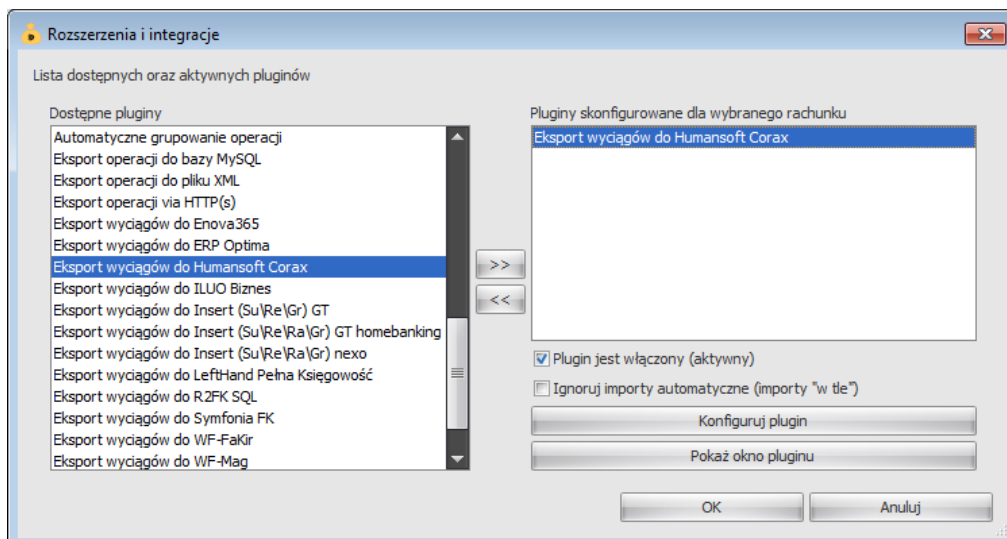 Rozszerzenia i integracje
Lista dostępnych oraz aktywnych pluginów
Dostępne pluginy
Automatyczne grupowanie operacji
Eksport operacji do bazy MySQL
Eksport operacji do pliku XML
Eksport operacji via HTTP(s)
Eksport wyciągów do Enova365
Eksport wyciągów do ERP Optima
Eksport wyciągów do Humansoft Corax
Eksport wyciągów do ILUO Biznes
Eksport wyciągów do Insert (Su\Re\Gr) GT
Eksport wyciągów do Insert (Su\Re\Ra\Gr) GT homebanking
Eksport wyciągów do Insert (Su\Re\Ra\Gr) nexo
Eksport wyciągów do LeftHand Pełna Księgowość
Eksport wyciągów do R2FK SQL
Eksport wyciągów do Symfonia FK
Eksport wyciągów do WF-FaKir
Eksport wyciągów do WF-Mag
>>
<<
Pluginy skonfigurowane dla wybranego rachunku
Eksport wyciągów do Humansoft Corax
Plugin jest włączony (aktywny)
Ignoruj importy automatyczne (importy "w tle")
Konfiguruj plugin
Pokaż okno pluginu
OK
Anuluj